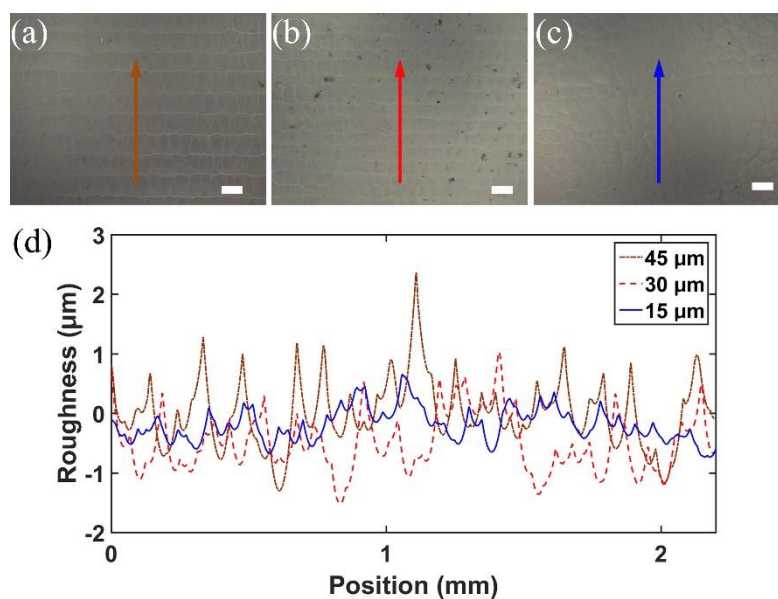 (a) (b) (c)
(d)
3
2
1
0
-1
-2
Roughness (μm)
45 μm
30 μm
15 μm
0 1 2
Position (mm)